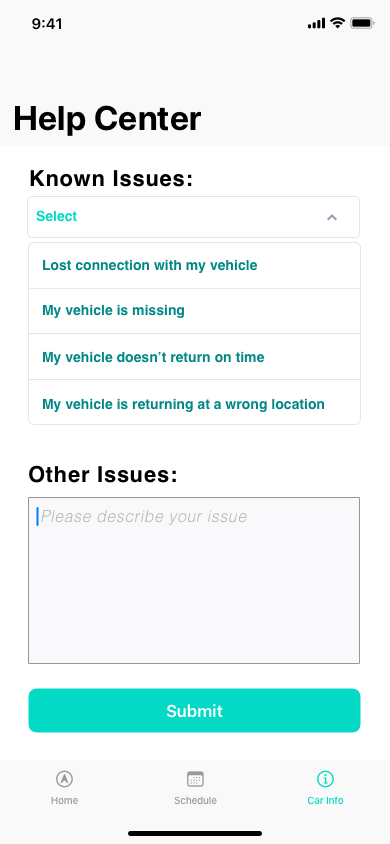 9:41
Help Center
Known Issues:
Select
Lost connection with my vehicle
My vehicle is missing
My vehicle doesn’t return on time
My vehicle is returning at a wrong location
Other Issues:
Please describe your issue
Submit
Home
Schedule
Car Info